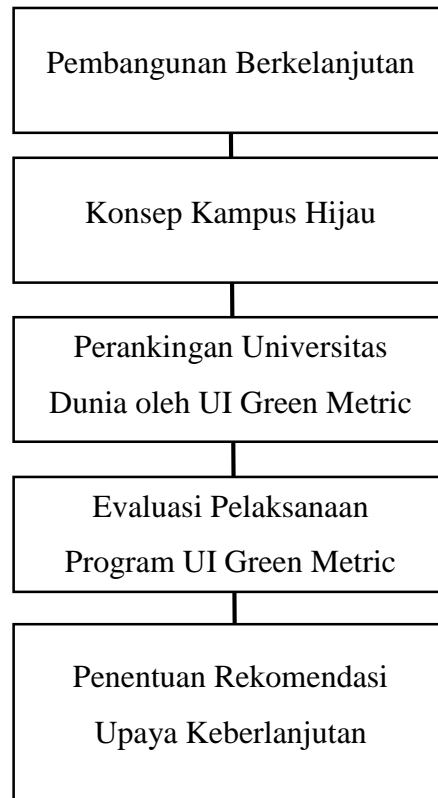 Pembangunan Berkelanjutan
Konsep Kampus Hijau
Perankingan Universitas
Dunia oleh UI Green Metric
Evaluasi Pelaksanaan
Program UI Green Metric
Penentuan Rekomendasi
Upaya Keberlanjutan